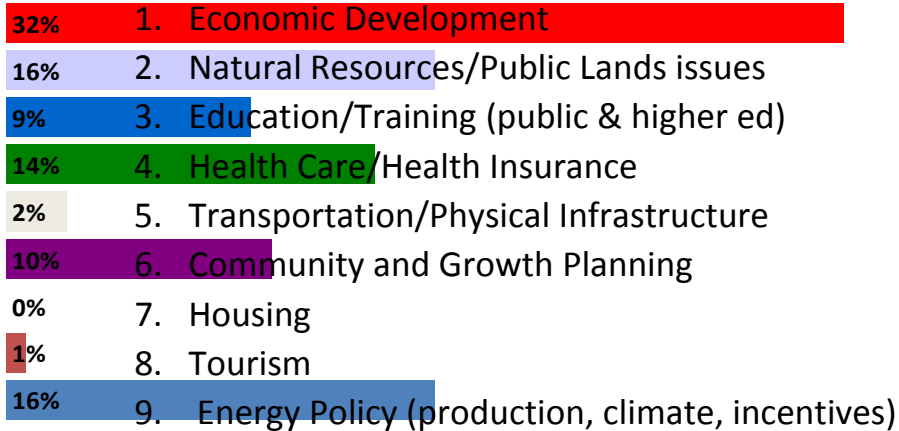 32% 1. Economic Development
16% 2. Natural Resources/Public Lands issues
9% 3. Education/Training (public & higher ed)
14% 4. Health Care/Health Insurance
2% 5. Transportation/Physical Infrastructure
10% 6. Community and Growth Planning
0% 7. Housing
1% 8. Tourism
16% 9. Energy Policy (production, climate, incentives)